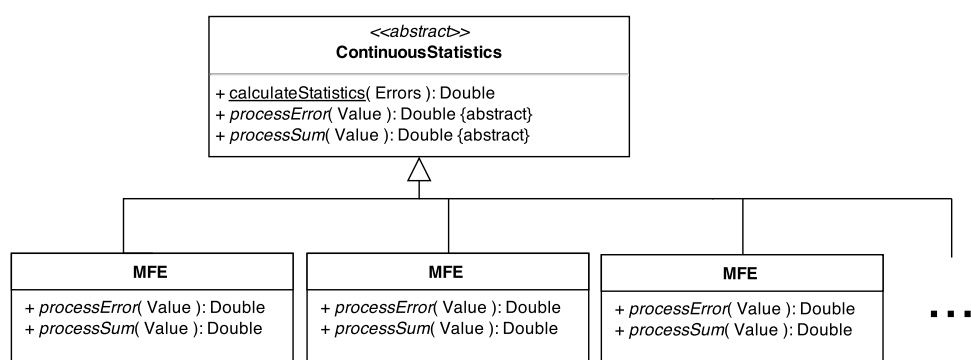 <<abstract>>
ContinuousStatistics
+ calculateStatistics( Errors ): Double
+ processError( Value ): Double {abstract}
+ processSum( Value ): Double {abstract}
MFE
+ processError( Value ): Double
+ processSum( Value ): Double
MFE
+ processError( Value ): Double
+ processSum( Value ): Double
MFE
+ processError( Value ): Double
+ processSum( Value ): Double
...